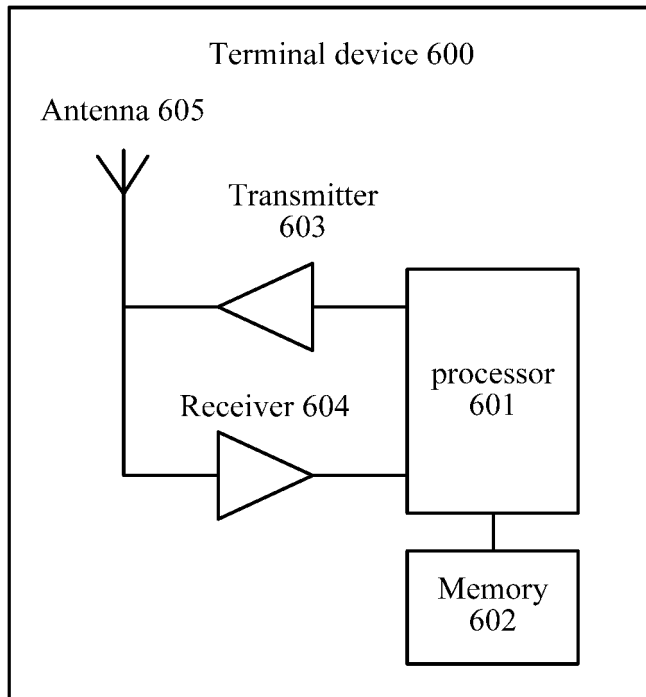 Terminal device 600
Antenna 605
Transmitter
603
processor
601
Receiver 604
Memory
602